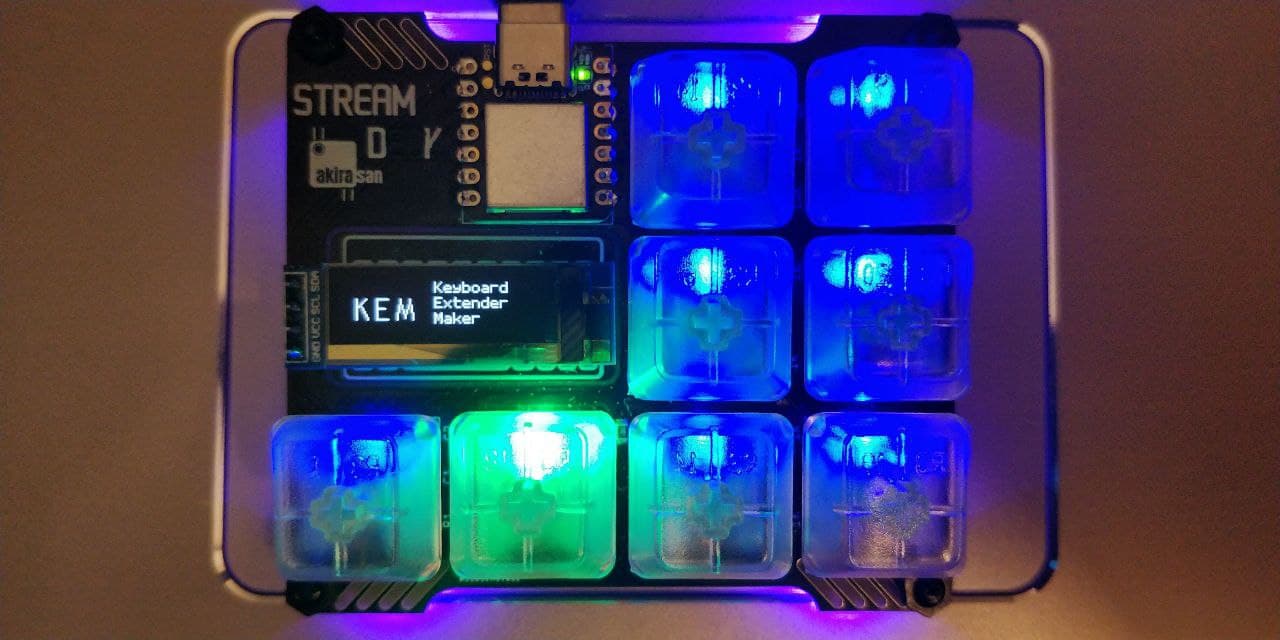 STREAM
D Y
akira san
KEM
Keyboard
Extender
Maker
GND VCC SCL SDA